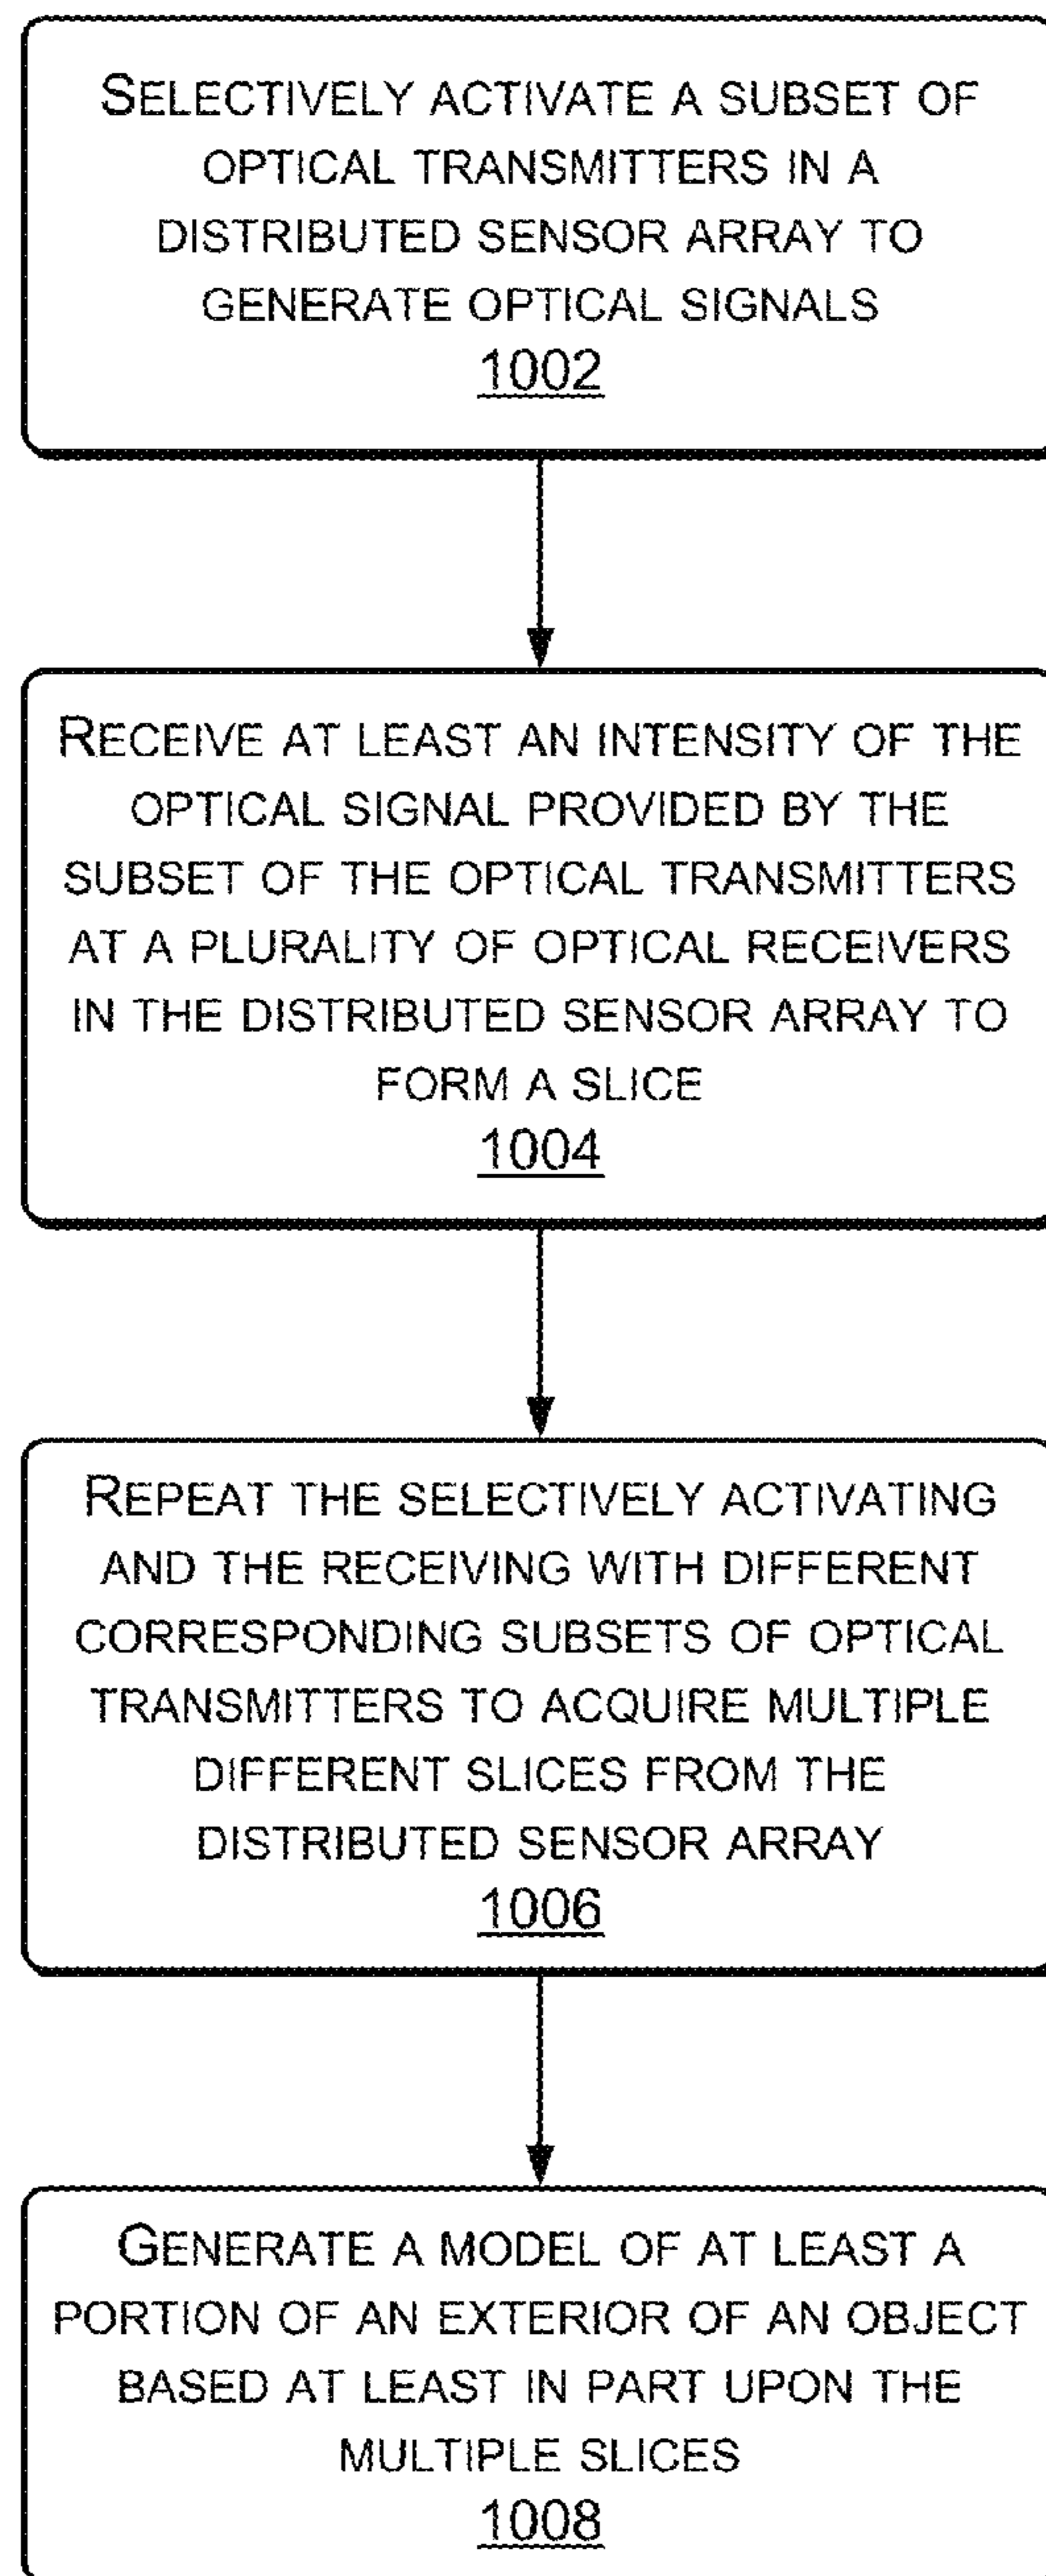 SELECTIVELY ACTIVATE A SUBSET OF
OPTICAL TRANSMITTERS IN A
DISTRIBUTED SENSOR ARRAY TO
GENERATE OPTICAL SIGNALS
1002
RECEIVE AT LEAST AN INTENSITY OF THE
OPTICAL SIGNAL PROVIDED BY THE
SUBSET OF THE OPTICAL TRANSMITTERS
AT A PLURALITY OF OPTICAL RECEIVERS
IN THE DISTRIBUTED SENSOR ARRAY TO
FORM A SLICE
1004
REPEAT THE SELECTIVELY ACTIVATING
AND THE RECEIVING WITH DIFFERENT
CORRESPONDING SUBSETS OF OPTICAL
TRANSMITTERS TO ACQUIRE MULTIPLE
DIFFERENT SLICES FROM THE
DISTRIBUTED SENSOR ARRAY
1006
GENERATE A MODEL OF AT LEAST A
PORTION OF AN EXTERIOR OF AN OBJECT
BASED AT LEAST IN PART UPON THE
MULTIPLE SLICES
1008